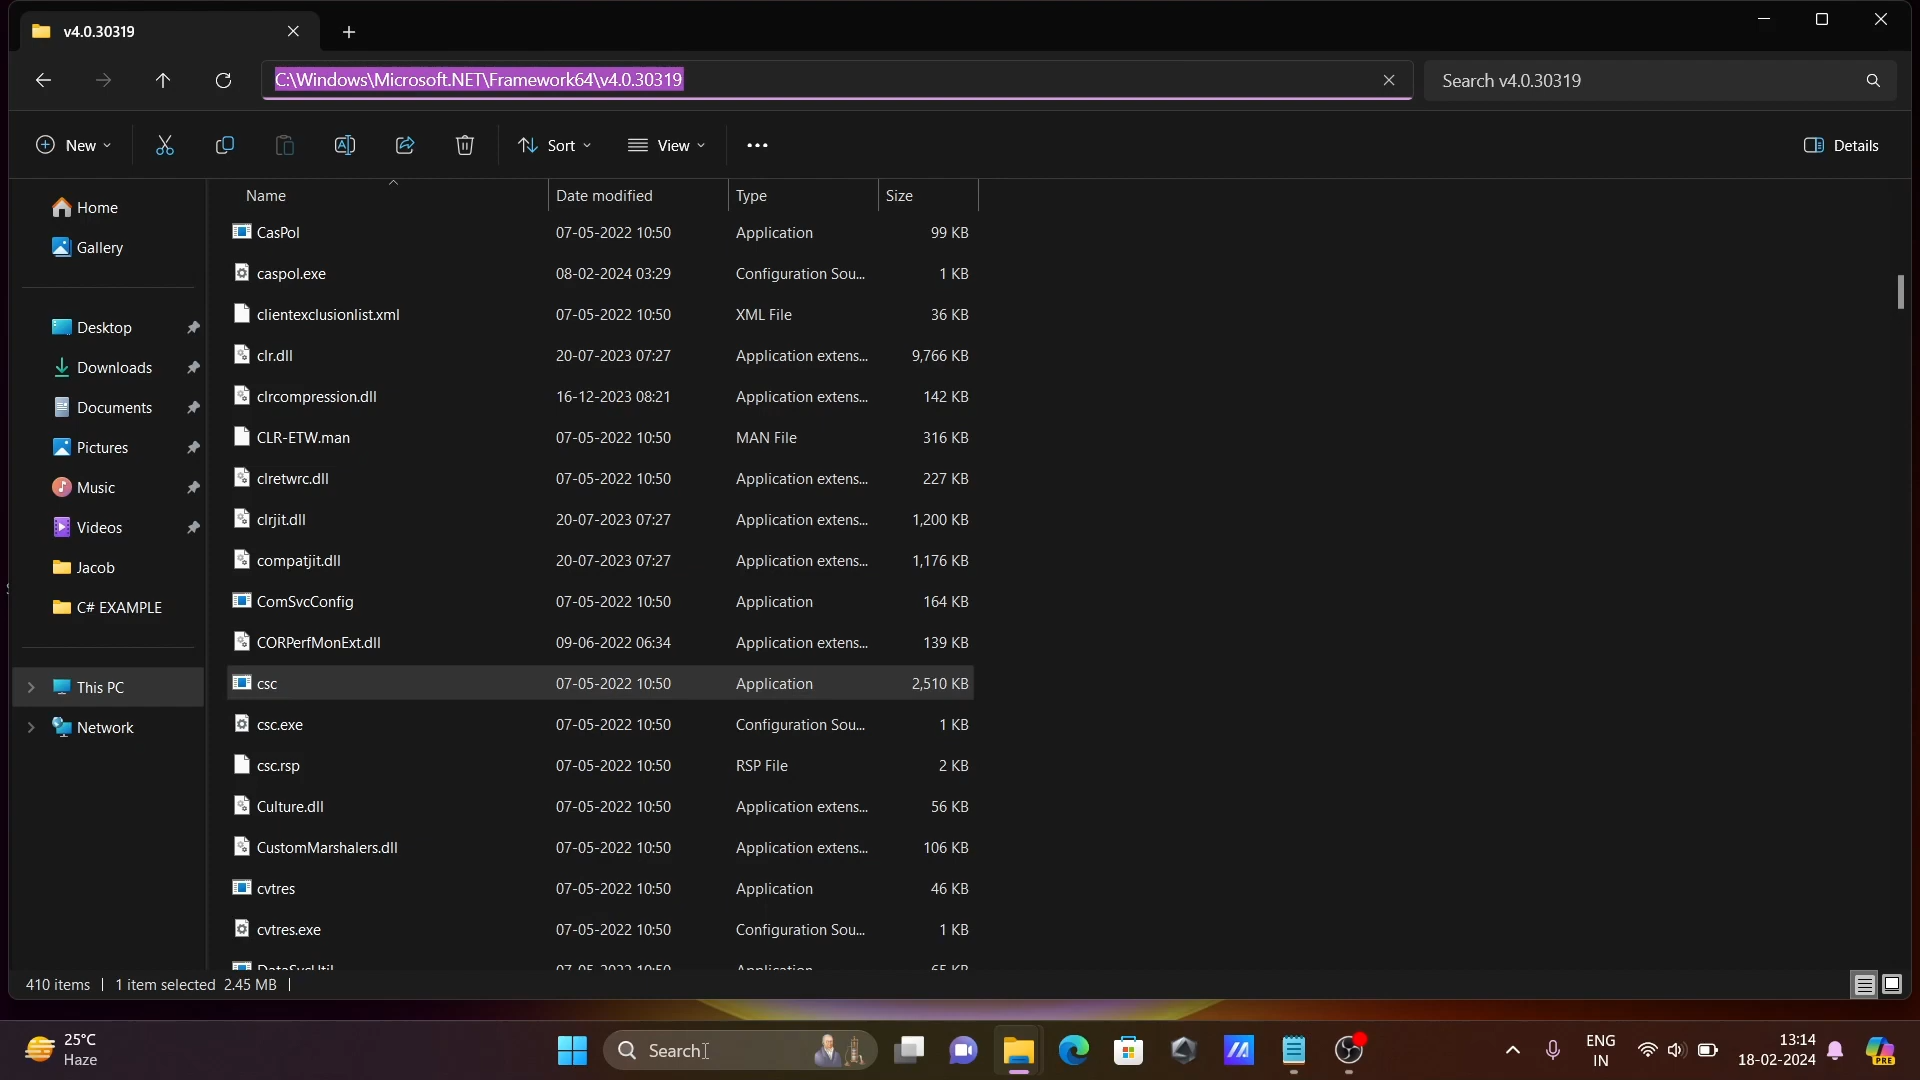 v4.0.30319
C:\Windows\Microsoft.NET\Framework64\v4.0.30319
Search v4.0.30319
New
Sort
View
Details
Name Date modified Type Size
Home
Gallery
Desktop
Downloads
Documents
Pictures
Music
Videos
Jacob
C# EXAMPLE
This PC
Network
CasPol 07-05-2022 10:50 Application 99 KB
caspol.exe 08-02-2024 03:29 Configuration Sou... 1 KB
clientexclusionlist.xml 07-05-2022 10:50 XML File 36 KB
clr.dll 20-07-2023 07:27 Application extens... 9,766 KB
clrcompression.dll 16-12-2023 08:21 Application extens... 142 KB
CLR-ETW.man 07-05-2022 10:50 MAN File 316 KB
clretwrc.dll 07-05-2022 10:50 Application extens... 227 KB
clrjit.dll 20-07-2023 07:27 Application extens... 1,200 KB
compatjit.dll 20-07-2023 07:27 Application extens... 1,176 KB
ComSvcConfig 07-05-2022 10:50 Application 164 KB
CORPerfMonExt.dll 09-06-2022 06:34 Application extens... 139 KB
csc 07-05-2022 10:50 Application 2,510 KB
csc.exe 07-05-2022 10:50 Configuration Sou... 1 KB
csc.rsp 07-05-2022 10:50 RSP File 2 KB
Culture.dll 07-05-2022 10:50 Application extens... 56 KB
CustomMarshalers.dll 07-05-2022 10:50 Application extens... 106 KB
cvtres 07-05-2022 10:50 Application 46 KB
cvtres.exe 07-05-2022 10:50 Configuration Sou... 1 KB
DataSvcUtil 07-05-2022 10:50 Application 65 KB
410 items 1 item selected 2.45 MB
25°C
Haze
Search
ENG
IN
13:14
18-02-2024
PRE